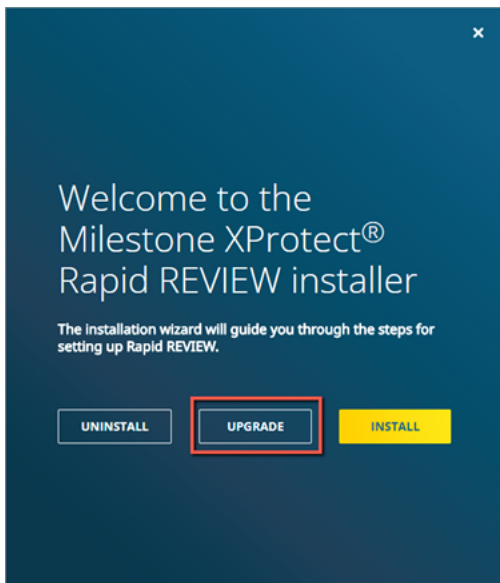 Welcome to the
Milestone XProtect®
Rapid REVIEW installer
The installation wizard will guide you through the steps for
setting up Rapid REVIEW.
UNINSTALL UPGRADE INSTALL